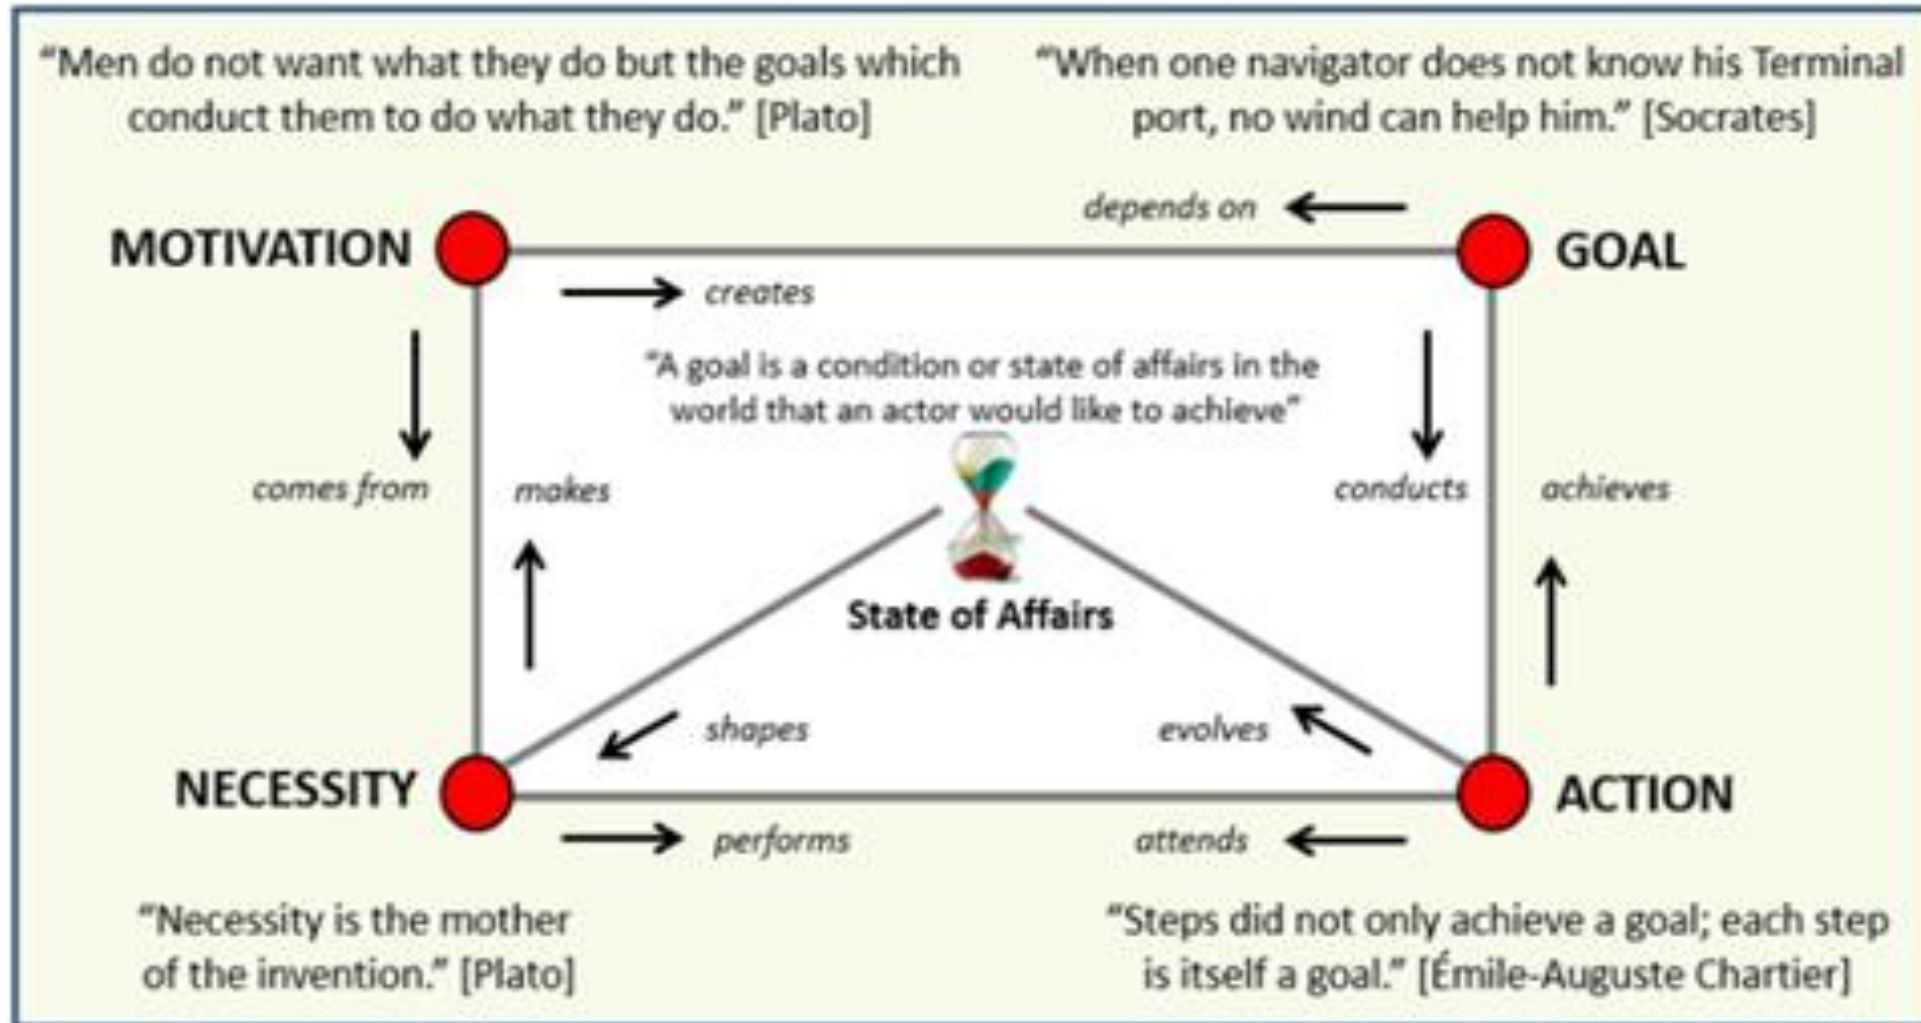 “Men do not want what they do but the goals which
conduct them to do what they do.” [Plato]
“When one navigator does not know his Terminal
port, no wind can help him.” [Socrates]
depends on
MOTIVATION
GOAL
creates
“A goal is a condition or state of affairs in the
world that an actor would like to achieve”
comes from
makes
conducts
achieves
State of Affairs
shapes
evolves
NECESSITY
ACTION
performs
attends
“Necessity is the mother
of the invention.” [Plato]
“Steps did not only achieve a goal; each step
is itself a goal.” [Émile-Auguste Chartier]